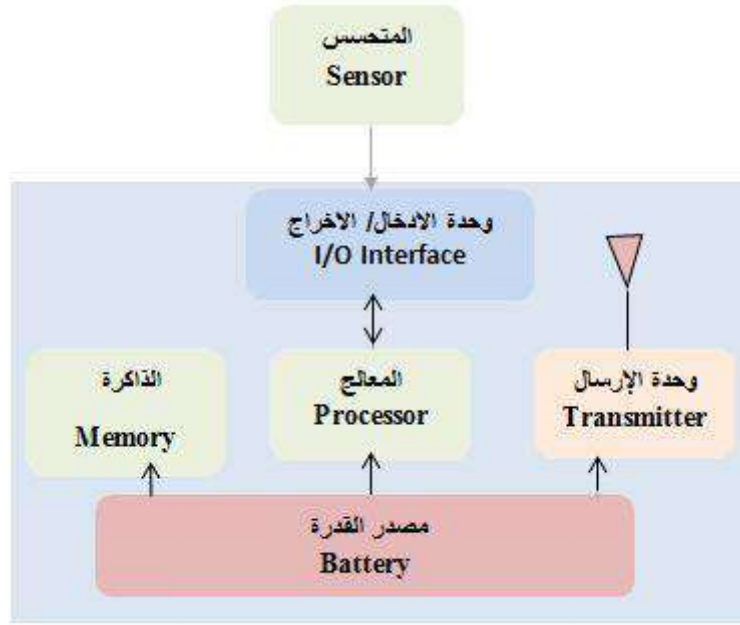 المتحسس
Sensor
وحدة الادخال/ الاخراج
I/O Interface
الذاكرة
Memory
المعالج
Processor
وحدة الإرسال
Transmitter
مصدر القدرة
Battery